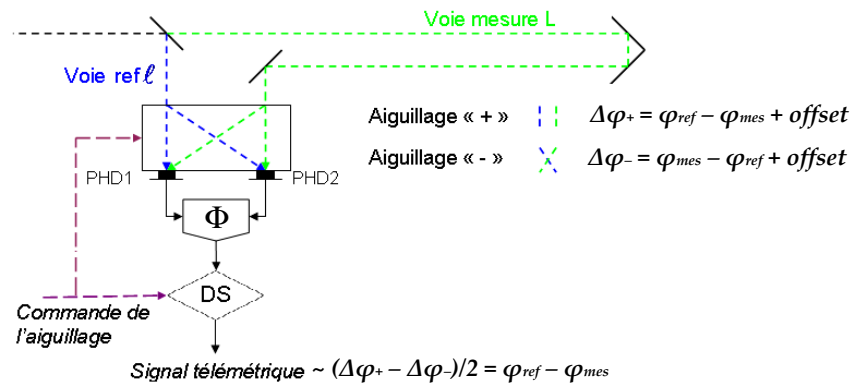 Voie mesure L
Voie ref ℓ
Aiguillage « + » Δφ+ = φref – φmes + offset
Aiguillage « - » Δφ– = φmes – φref + offset
PHD1
PHD2
Φ
DS
Commande de
l'aiguillage
Signal télémétrique ~ (Δφ+ – Δφ–)/2 = φref – φmes